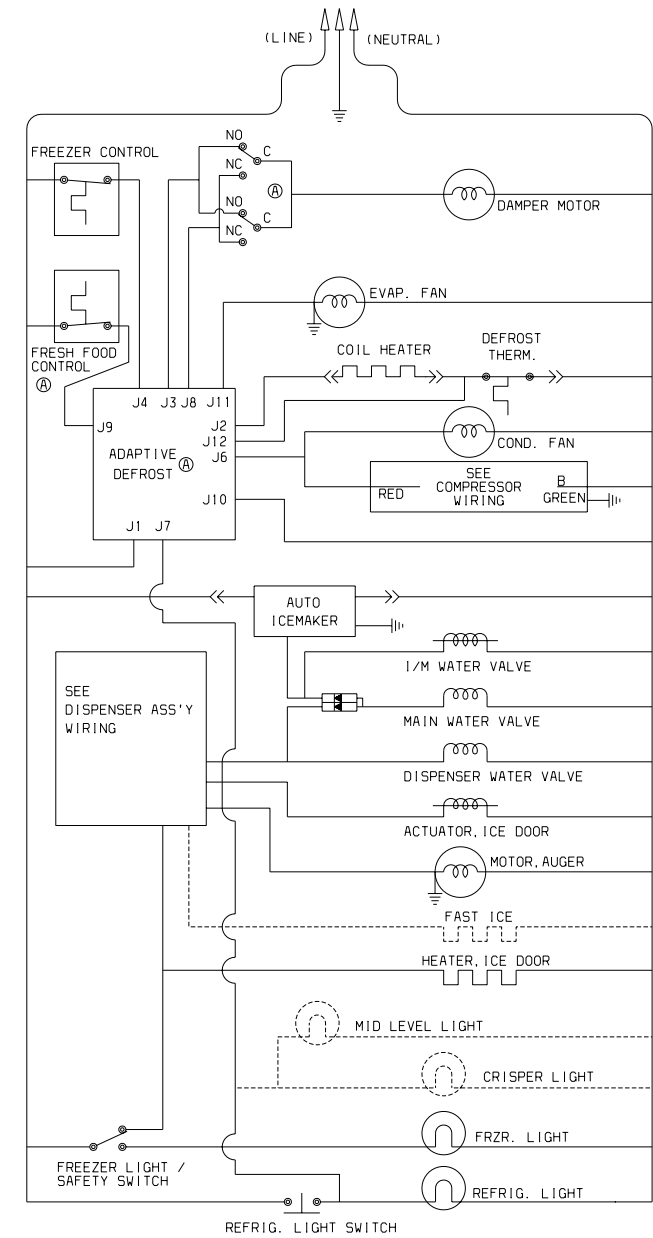 (LINE)
(NEUTRAL)
FREEZER CONTROL
NO
C
NC
NO
C
NC
A
DAMPER MOTOR
EVAP. FAN
FRESH FOOD
CONTROL
A
COIL HEATER
DEFROST
THERM.
J4 J3 J8 J11
J9
J2
J12
J6
J10
ADAPTIVE
DEFROST
A
J1 J7
COND. FAN
RED
SEE
COMPRESSOR
WIRING
B
GREEN
AUTO
ICEMAKER
I/M WATER VALVE
SEE
DISPENSER ASS'Y
WIRING
MAIN WATER VALVE
DISPENSER WATER VALVE
ACTUATOR, ICE DOOR
MOTOR, AUGER
FAST ICE
HEATER, ICE DOOR
MID LEVEL LIGHT
CRISPER LIGHT
FRZR. LIGHT
FREEZER LIGHT /
SAFETY SWITCH
REFRIG. LIGHT
REFRIG. LIGHT SWITCH